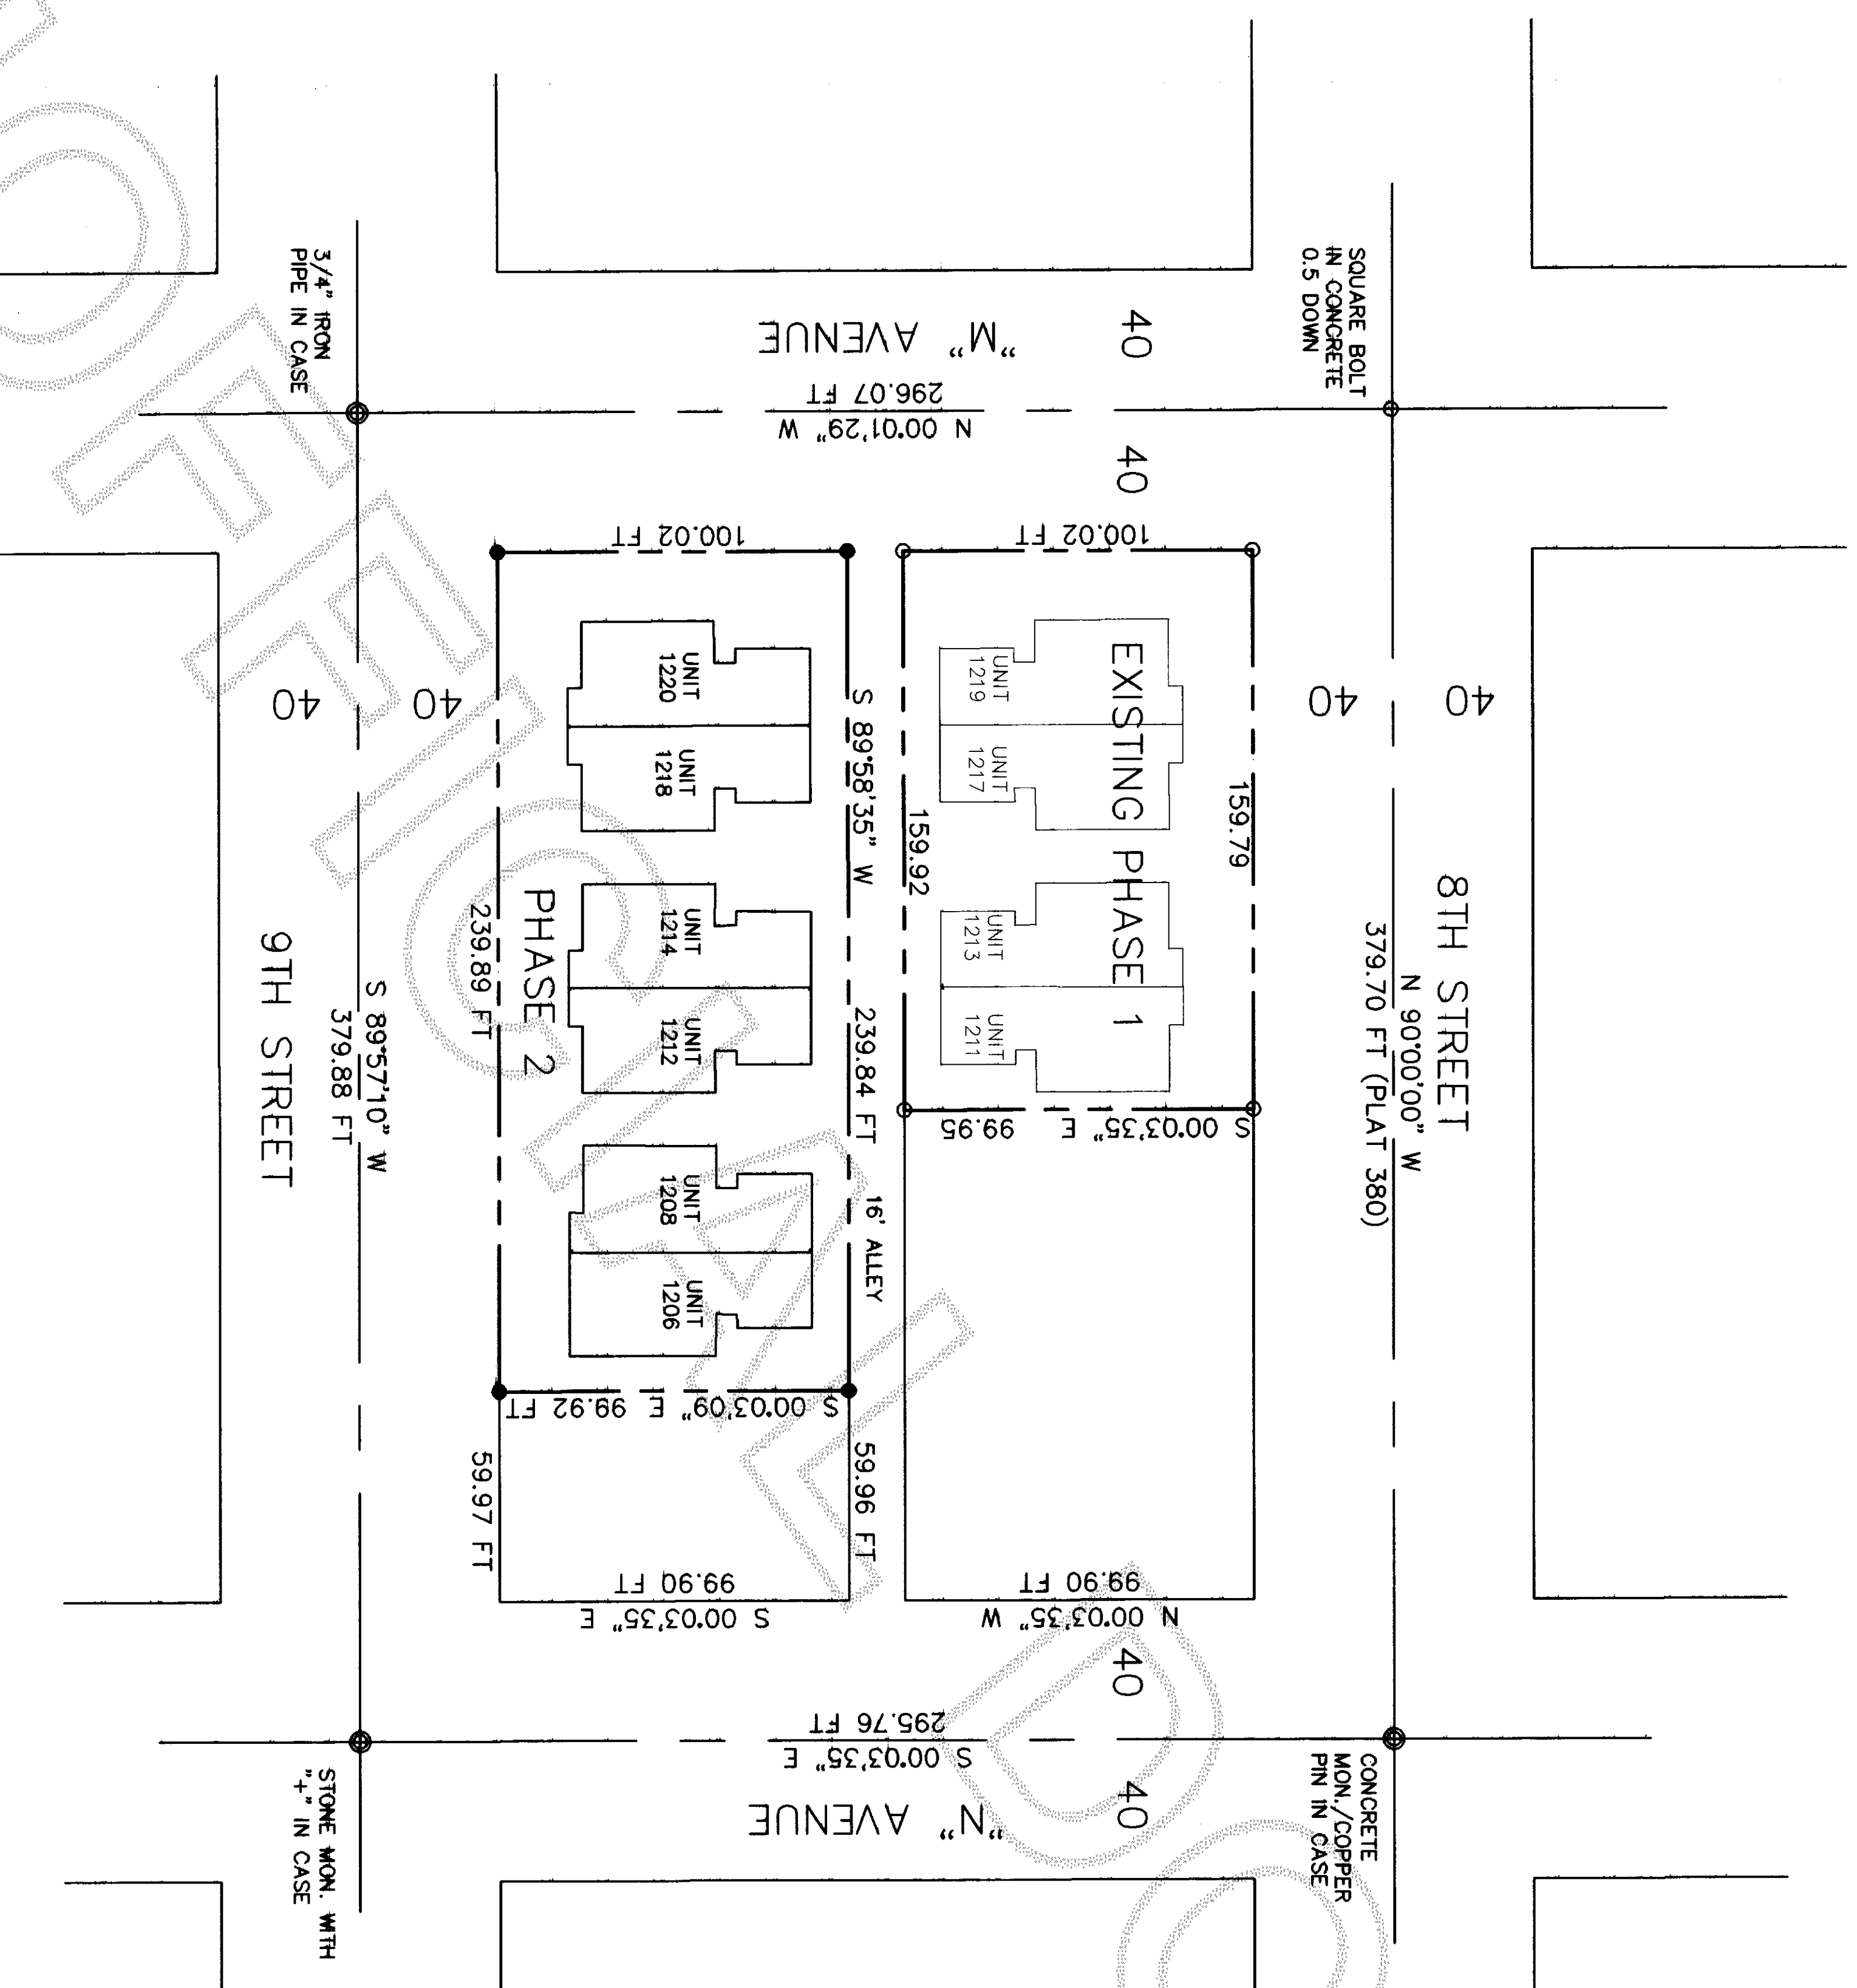 8TH STREET
N 90°00'00" W
379.70 FT (PLAT 380)
SQUARE BOLT
IN CONCRETE
0.5 DOWN
CONCRETE
MON./COPPER
PIN IN CASE
40
40
"M" AVENUE
296.07 FT
N 00°01'29" W
40
40
159.79
EXISTING PHASE 1
100.02 FT
UNIT
1219
UNIT
1217
UNIT
1213
UNIT
1211
S 00°03'35" E 99.95
159.92
N 00°03'35" W
99.90 FT
40
40
"N" AVENUE
295.76 FT
S 00°03'35" E
16' ALLEY
S 89°58'35" W 239.84 FT
59.96 FT
100.02 FT
UNIT
1220
UNIT
1218
UNIT
1214
UNIT
1212
UNIT
1208
UNIT
1206
PHASE 2
S 00°03'09" E 99.92 FT
239.89 FT
59.97 FT
99.90 FT
S 00°03'35" E
40
40
S 89°57'10" W
379.88 FT
9TH STREET
3/4" IRON
PIPE IN CASE
STONE MON. WITH
"+" IN CASE
OFFICIAL